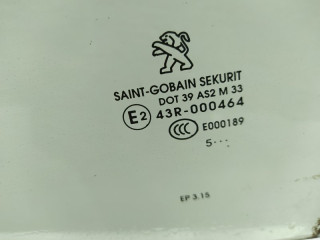 SAINT-GOBAIN SEKURIT
DOT 39 AS2 M 33
E2 43R-000464
CCC E000189
5···
EP 3.15